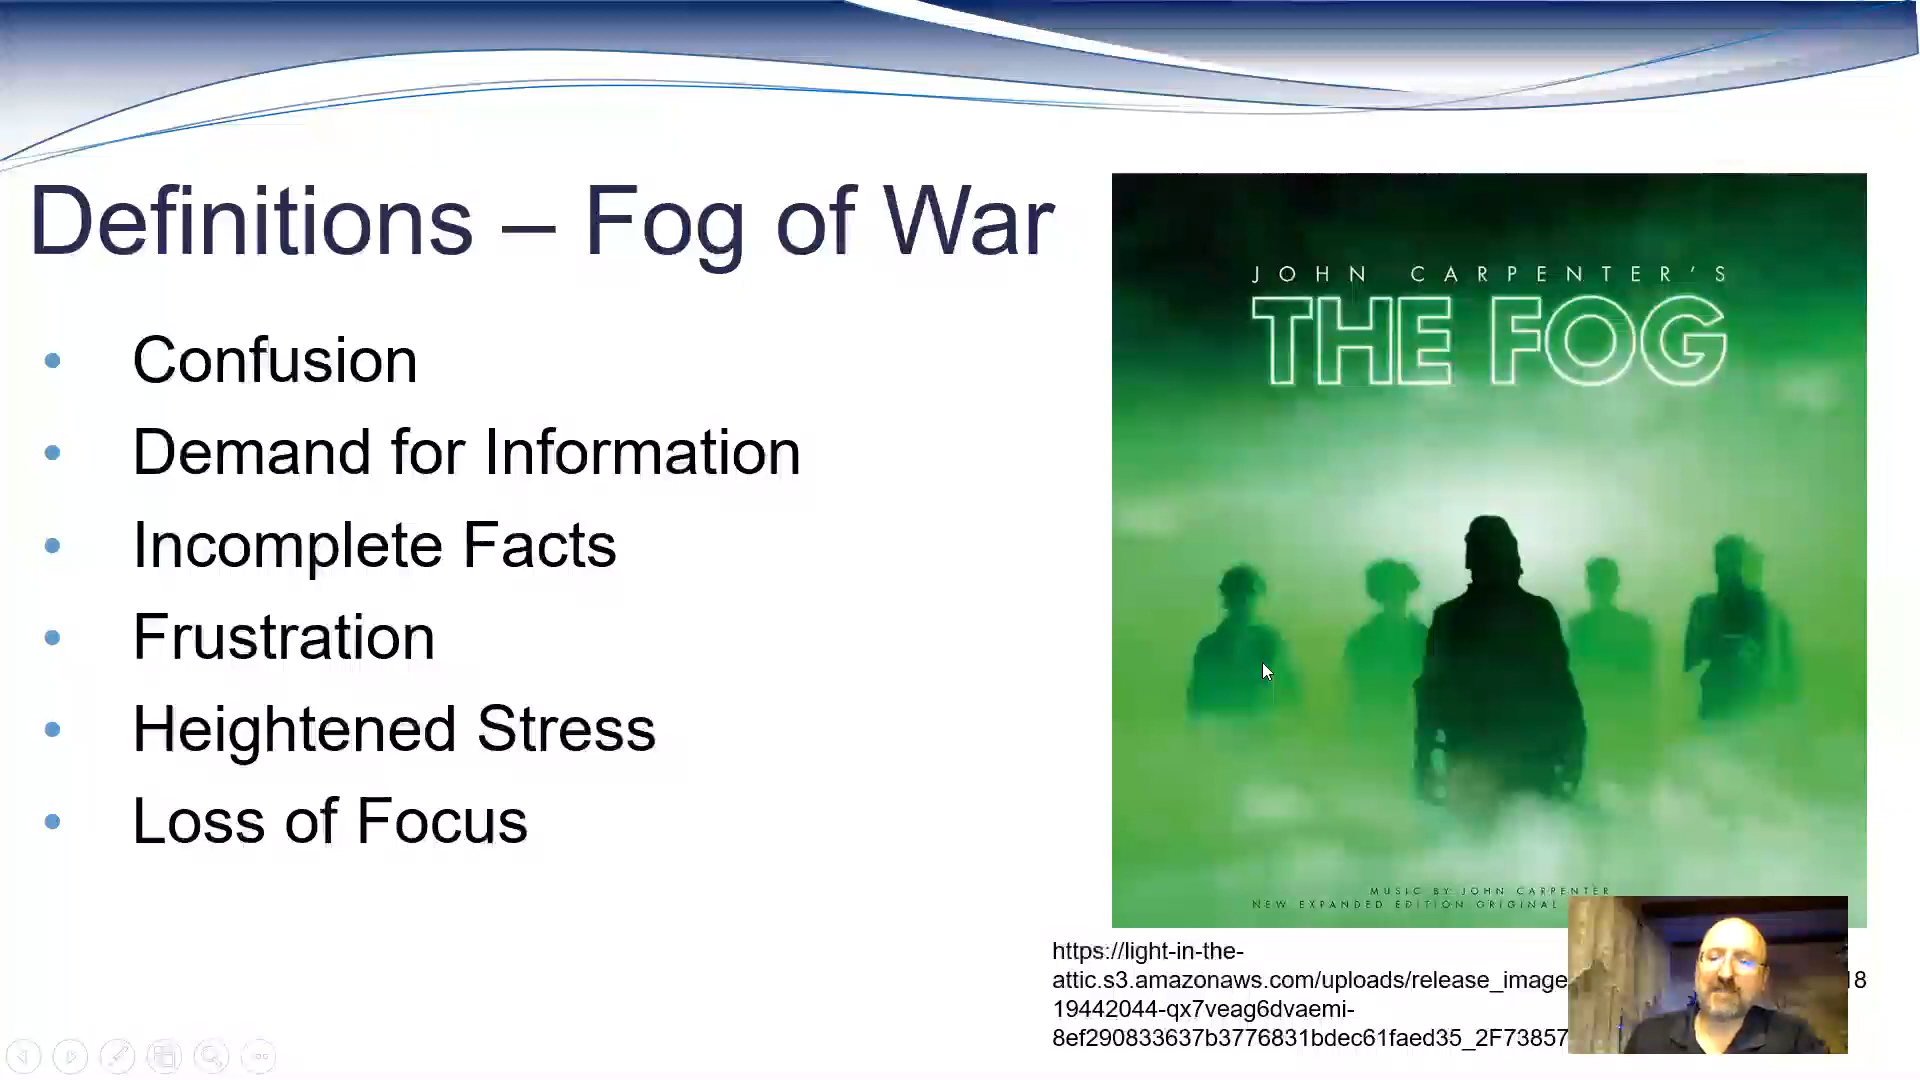 Definitions – Fog of War
• Confusion
• Demand for Information
• Incomplete Facts
• Frustration
• Heightened Stress
• Loss of Focus
JOHN CARPENTER'S
THE FOG
MUSIC BY JOHN CARPENTER
NEW EXPANDED EDITION ORIGINAL
https://light-in-the-
attic.s3.amazonaws.com/uploads/release_image 18
19442044-qx7veag6dvaemi-
8ef290833637b3776831bdec61faed35_2F73857